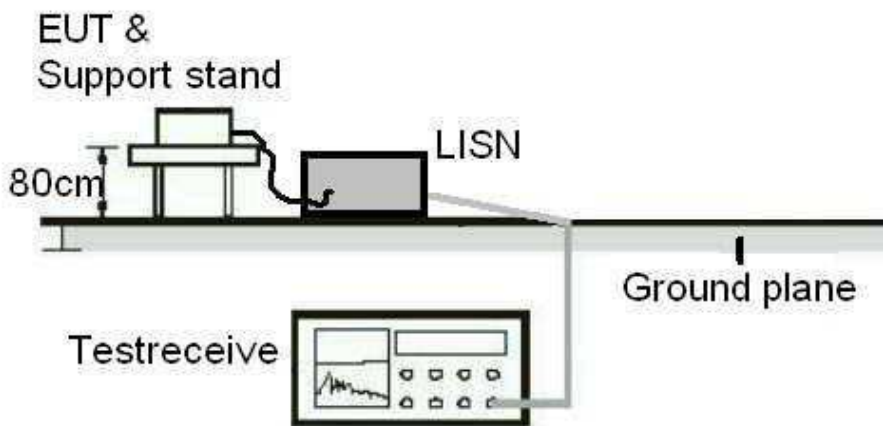 EUT &
Support stand
LISN
80cm
Ground plane
Testreceive